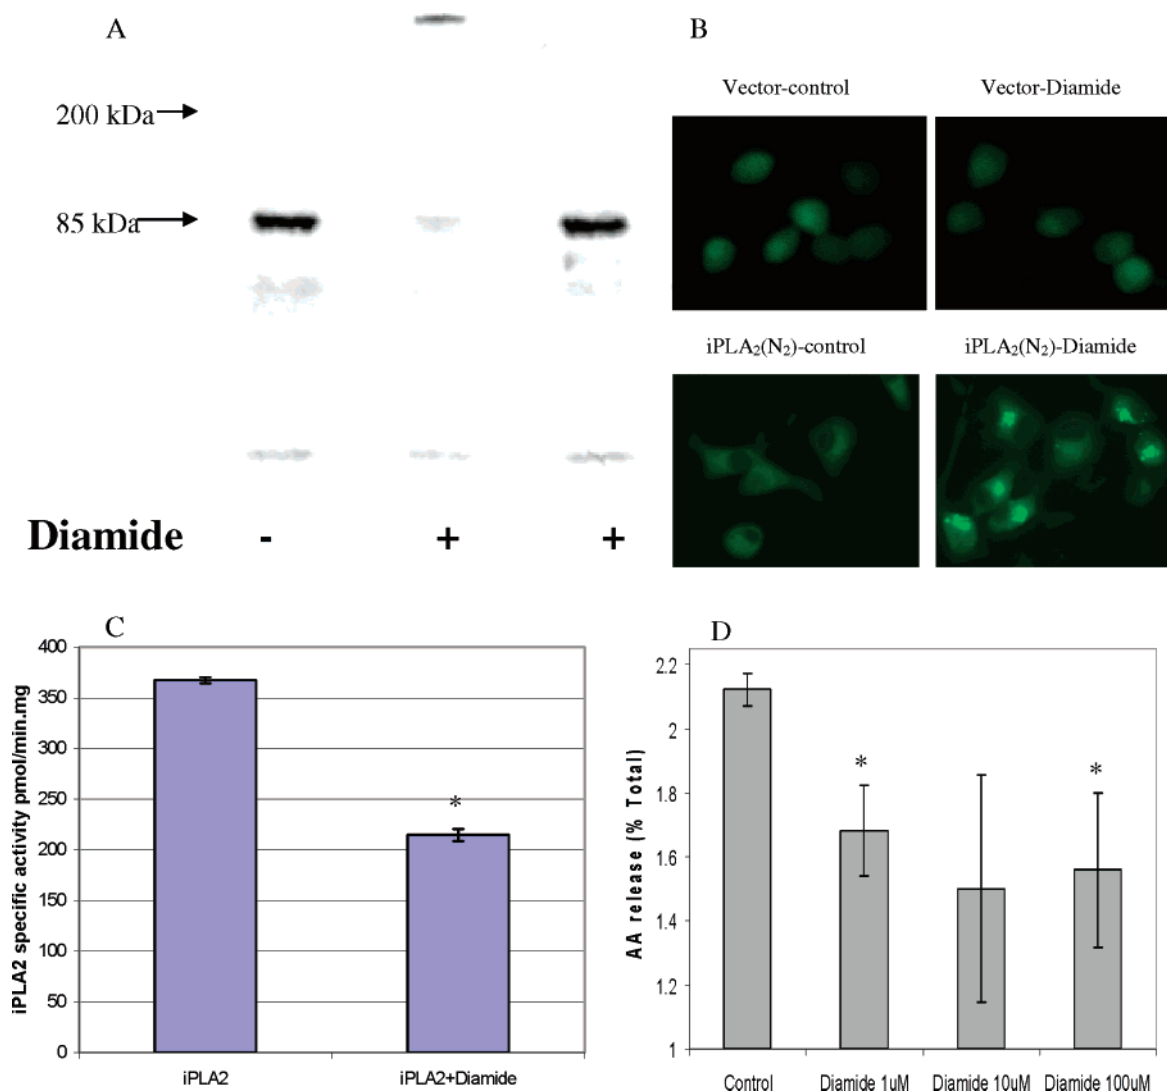 A
200 kDa
85 kDa
Diamide - + +
B
Vector-control
Vector-Diamide
iPLA₂(N₂)-control
iPLA₂(N₂)-Diamide
C
iPLA2 specific activity pmol/min.mg
400
350
300
250
200
150
100
50
0
*
iPLA2
iPLA2+Diamide
D
AA release (% Total)
2.2
2
1.8
1.6
1.4
1.2
1
*
*
Control
Diamide 1uM
Diamide 10uM
Diamide 100uM